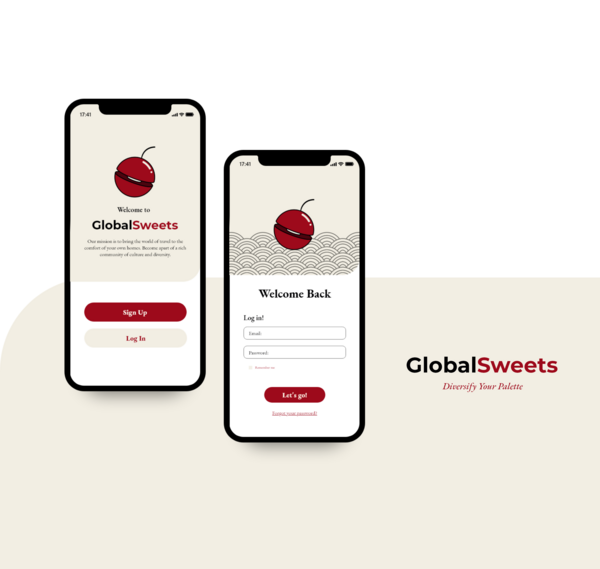 17:41
Welcome to
GlobalSweets
Our mission is to bring the world of travel to the
comfort of your own homes. Become apart of a rich
community of culture and diversity.
Sign Up
Log In
17:41
Welcome Back
Log in!
Email:
Password:
Remember me
Let's go!
Forgot your password?
GlobalSweets
Diversify Your Palette